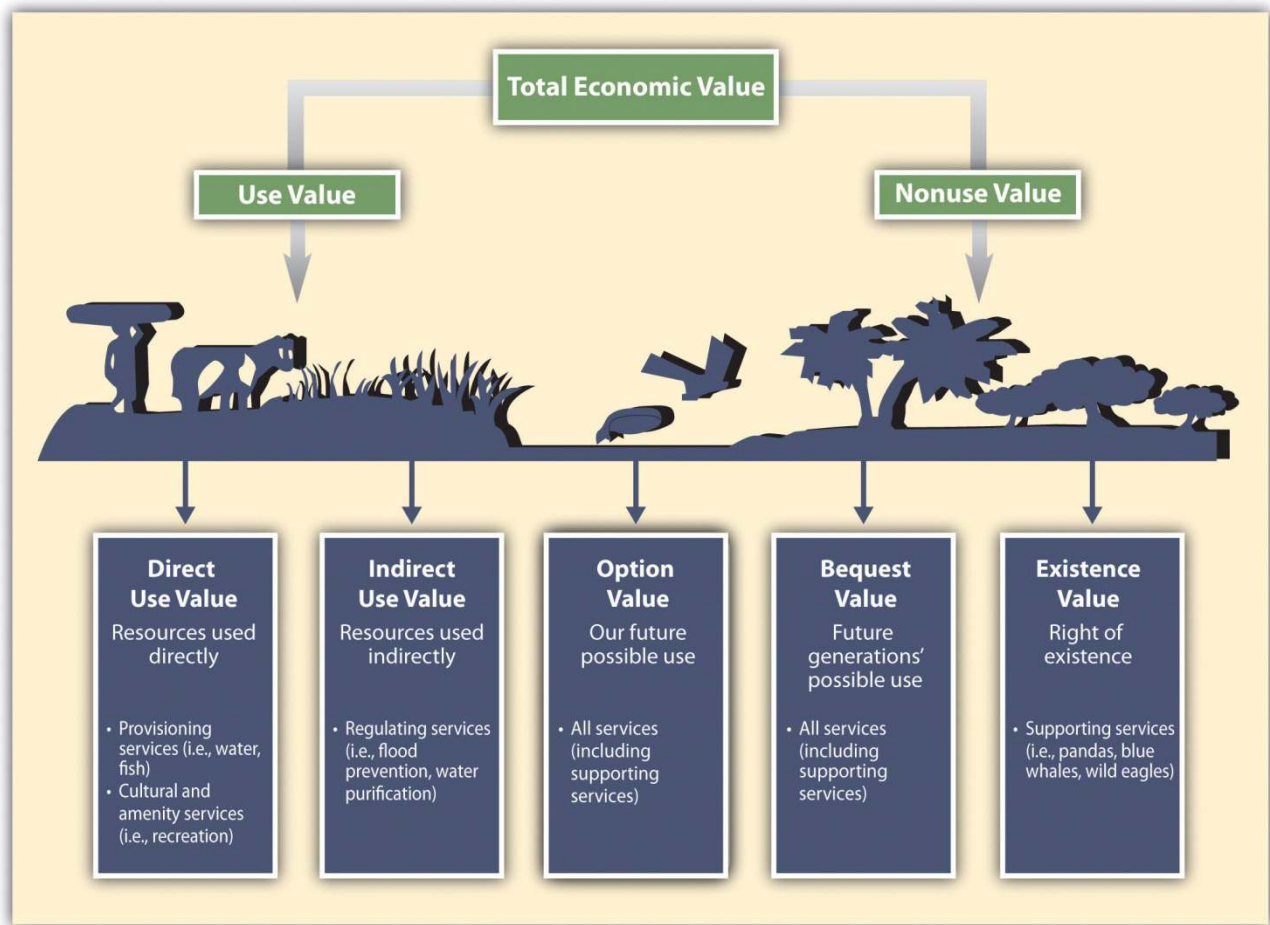 Total Economic Value
Use Value
Nonuse Value
Direct
Use Value
Resources used
directly
• Provisioning
services (i.e., water,
fish)
• Cultural and
amenity services
(i.e., recreation)
Indirect
Use Value
Resources used
indirectly
• Regulating services
(i.e., flood
prevention, water
purification)
Option
Value
Our future
possible use
• All services
(including
supporting
services)
Bequest
Value
Future
generations'
possible use
• All services
(including
supporting
services)
Existence
Value
Right of
existence
• Supporting services
(i.e., pandas, blue
whales, wild eagles)